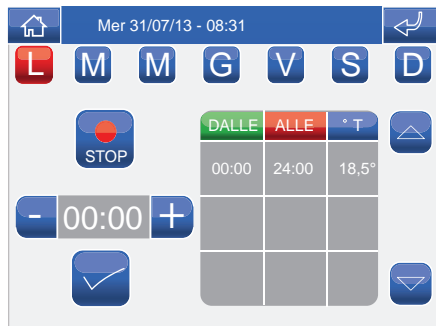 Mer 31/07/13 - 08:31
L M M G V S D
DALLE ALLE ° T
STOP
00:00 24:00 18,5°
- 00:00 +